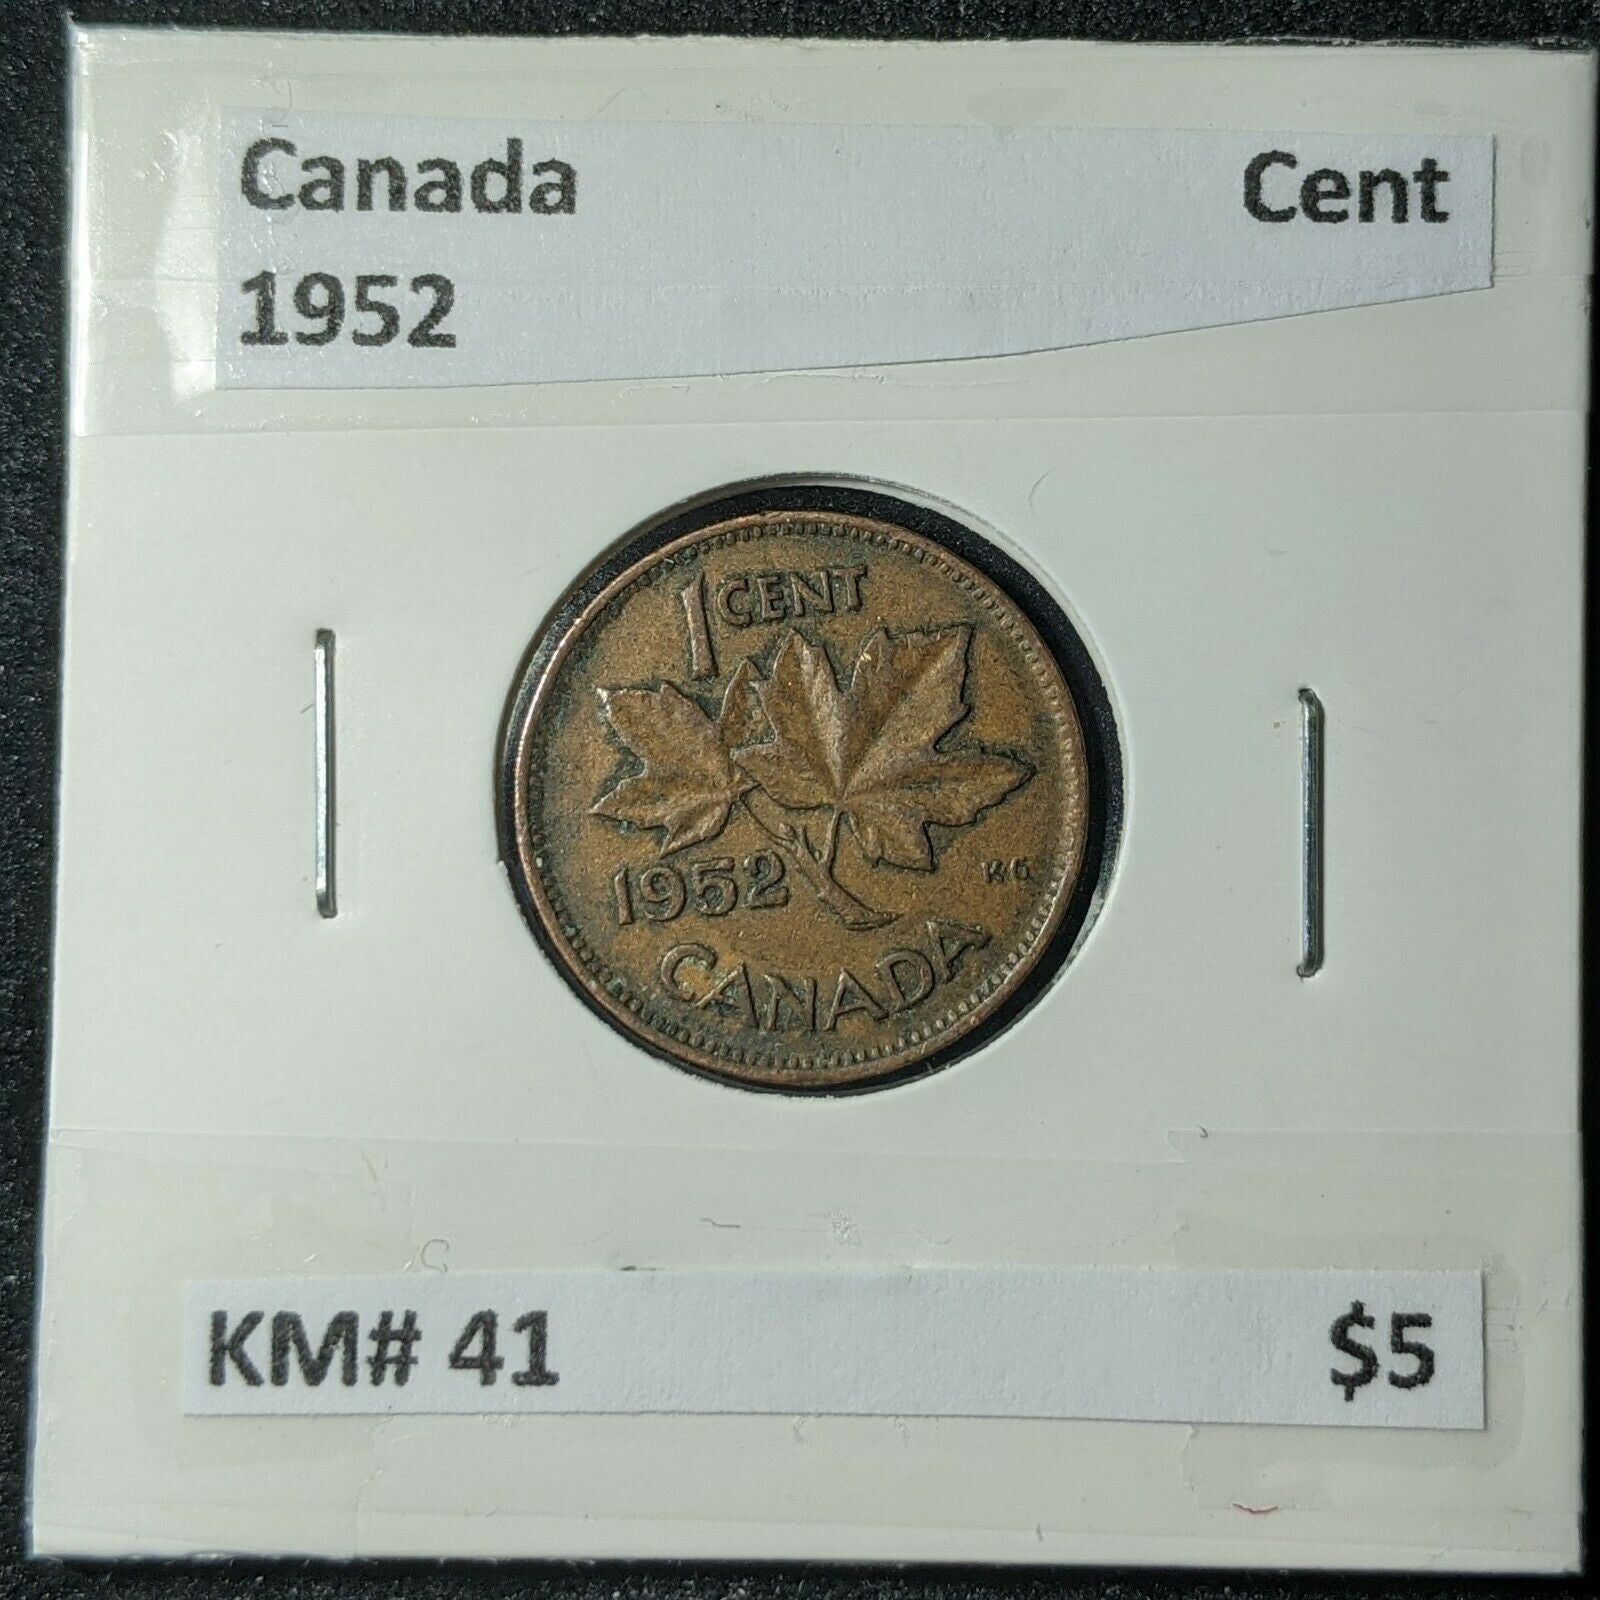 Canada Cent
1952
1 CENT
1952
KG
CANADA
KM# 41 $5